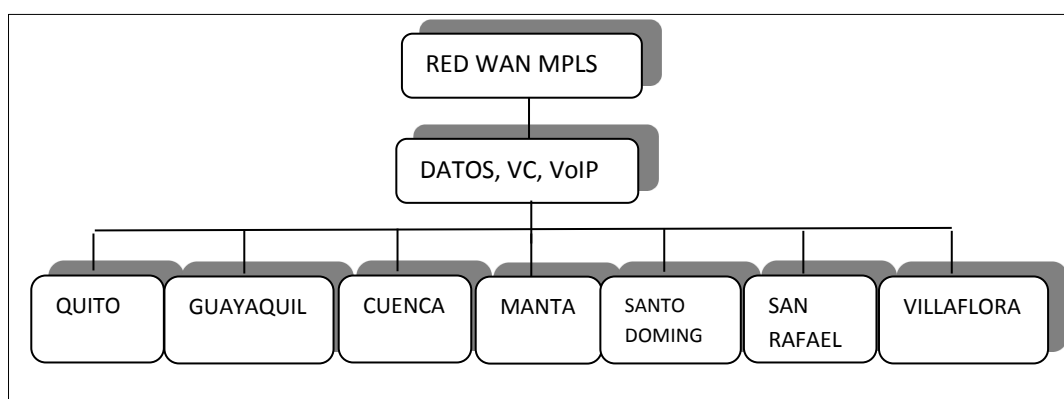 RED WAN MPLS
DATOS, VC, VoIP
QUITO
GUAYAQUIL
CUENCA
MANTA
SANTO
DOMING
SAN
RAFAEL
VILLAFLORA